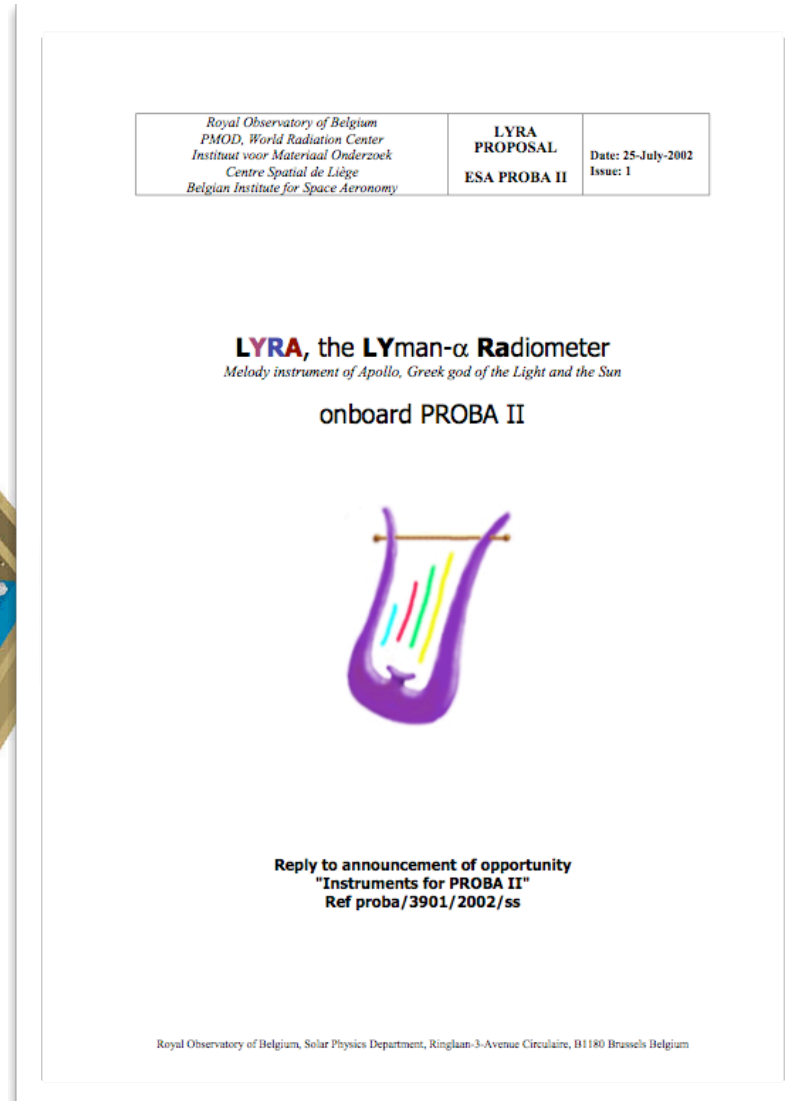 Royal Observatory of Belgium
PMOD, World Radiation Center
Instituut voor Materiaal Onderzoek
Centre Spatial de Liège
Belgian Institute for Space Aeronomy
LYRA
PROPOSAL
ESA PROBA II
Date: 25-July-2002
Issue: 1
LYRA, the LYman-α Radiometer
Melody instrument of Apollo, Greek god of the Light and the Sun
onboard PROBA II
Reply to announcement of opportunity
"Instruments for PROBA II"
Ref proba/3901/2002/ss
Royal Observatory of Belgium, Solar Physics Department, Ringlaan-3-Avenue Circulaire, B1180 Brussels Belgium